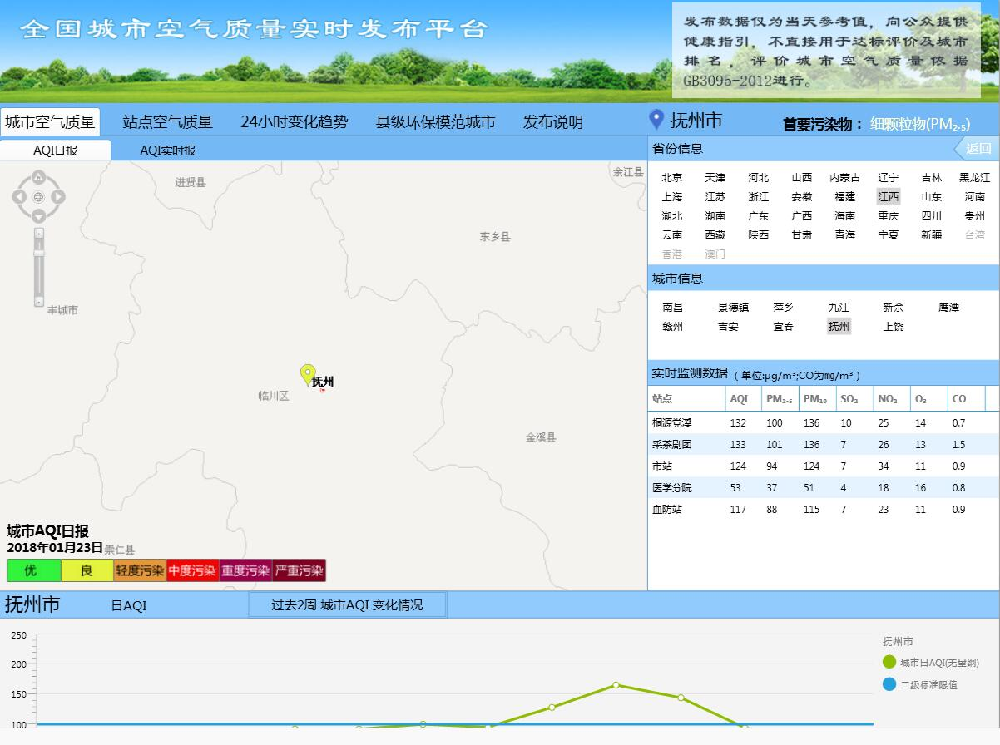 全国城市空气质量实时发布平台
发布数据仅为当天参考值，向公众提供
健康指引，不直接用于达标评价及城市
排名，评价城市空气质量依据
GB3095-2012进行。
城市空气质量 站点空气质量 24小时变化趋势 县级环保模范城市 发布说明
抚州市 首要污染物： 细颗粒物(PM₂.₅)
AQI日报 AQI实时报
省份信息 返回
北京 天津 河北 山西 内蒙古 辽宁 吉林 黑龙江
上海 江苏 浙江 安徽 福建 江西 山东 河南
湖北 湖南 广东 广西 海南 重庆 四川 贵州
云南 西藏 陕西 甘肃 青海 宁夏 新疆 台湾
香港 澳门
城市信息
南昌 景德镇 萍乡 九江 新余 鹰潭
赣州 吉安 宜春 抚州 上饶
实时监测数据 ( 单位:μg/m³;CO为mg/m³ )
站点 AQI PM₂.₅ PM₁₀ SO₂ NO₂ O₃ CO
桐源党溪 132 100 136 10 25 14 0.7
采茶剧团 133 101 136 7 26 13 1.5
市站 124 94 124 7 34 11 0.9
医学分院 53 37 51 4 18 16 0.8
血防站 117 88 115 7 23 11 0.9
进贤县
余江县
东乡县
丰城市
抚州
临川区
金溪县
城市AQI日报
2018年01月23日
崇仁县
优 良 轻度污染 中度污染 重度污染 严重污染
抚州市 日AQI 过去2周 城市AQI 变化情况
250
200
150
100
抚州市
城市日AQI(无量纲)
二级标准限值